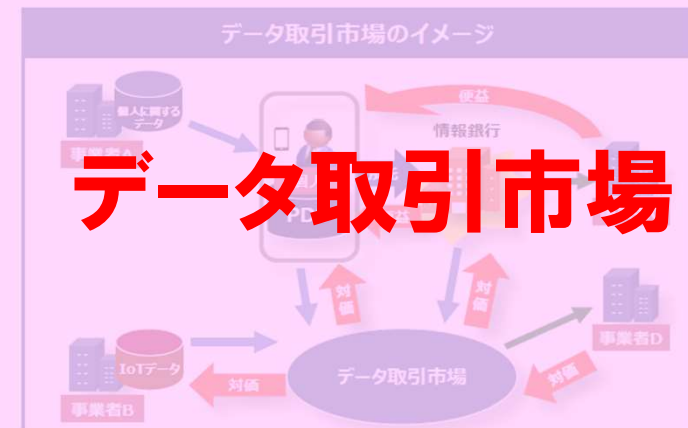 データ取引市場のイメージ
個人に関する
データ
便益
情報銀行
事業者A
データ取引市場
PD
対価
対価
事業者D
IoTデータ
対価
データ取引市場
対価
事業者B